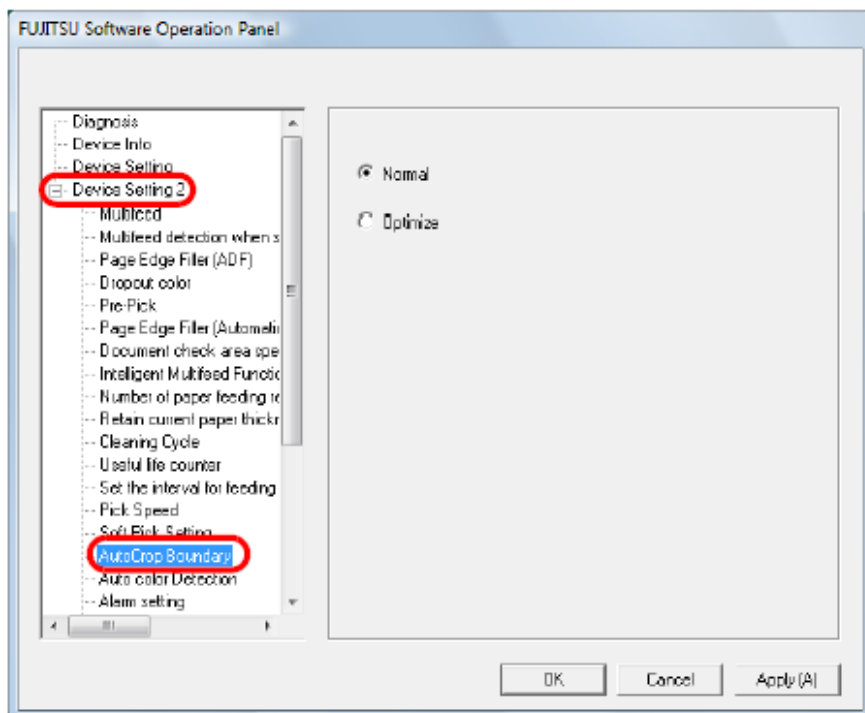 FUJITSU Software Operation Panel
Diagnosis
Device Info
Device Setting
Device Setting 2
Multifeed
Multifeed detection when s
Page Edge Filler (ADF)
Dropout color
Pre-Pick
Page Edge Filler (Automatic
Document check area spe
Intelligent Multifeed Functio
Number of paper feeding re
Retain current paper thickr
Cleaning Cycle
Useful life counter
Set the interval for feeding
Pick Speed
Soft Pick Setting
AutoCrop Boundary
Auto color Detection
Alarm setting
Normal
Optimize
OK
Cancel
Apply (A)